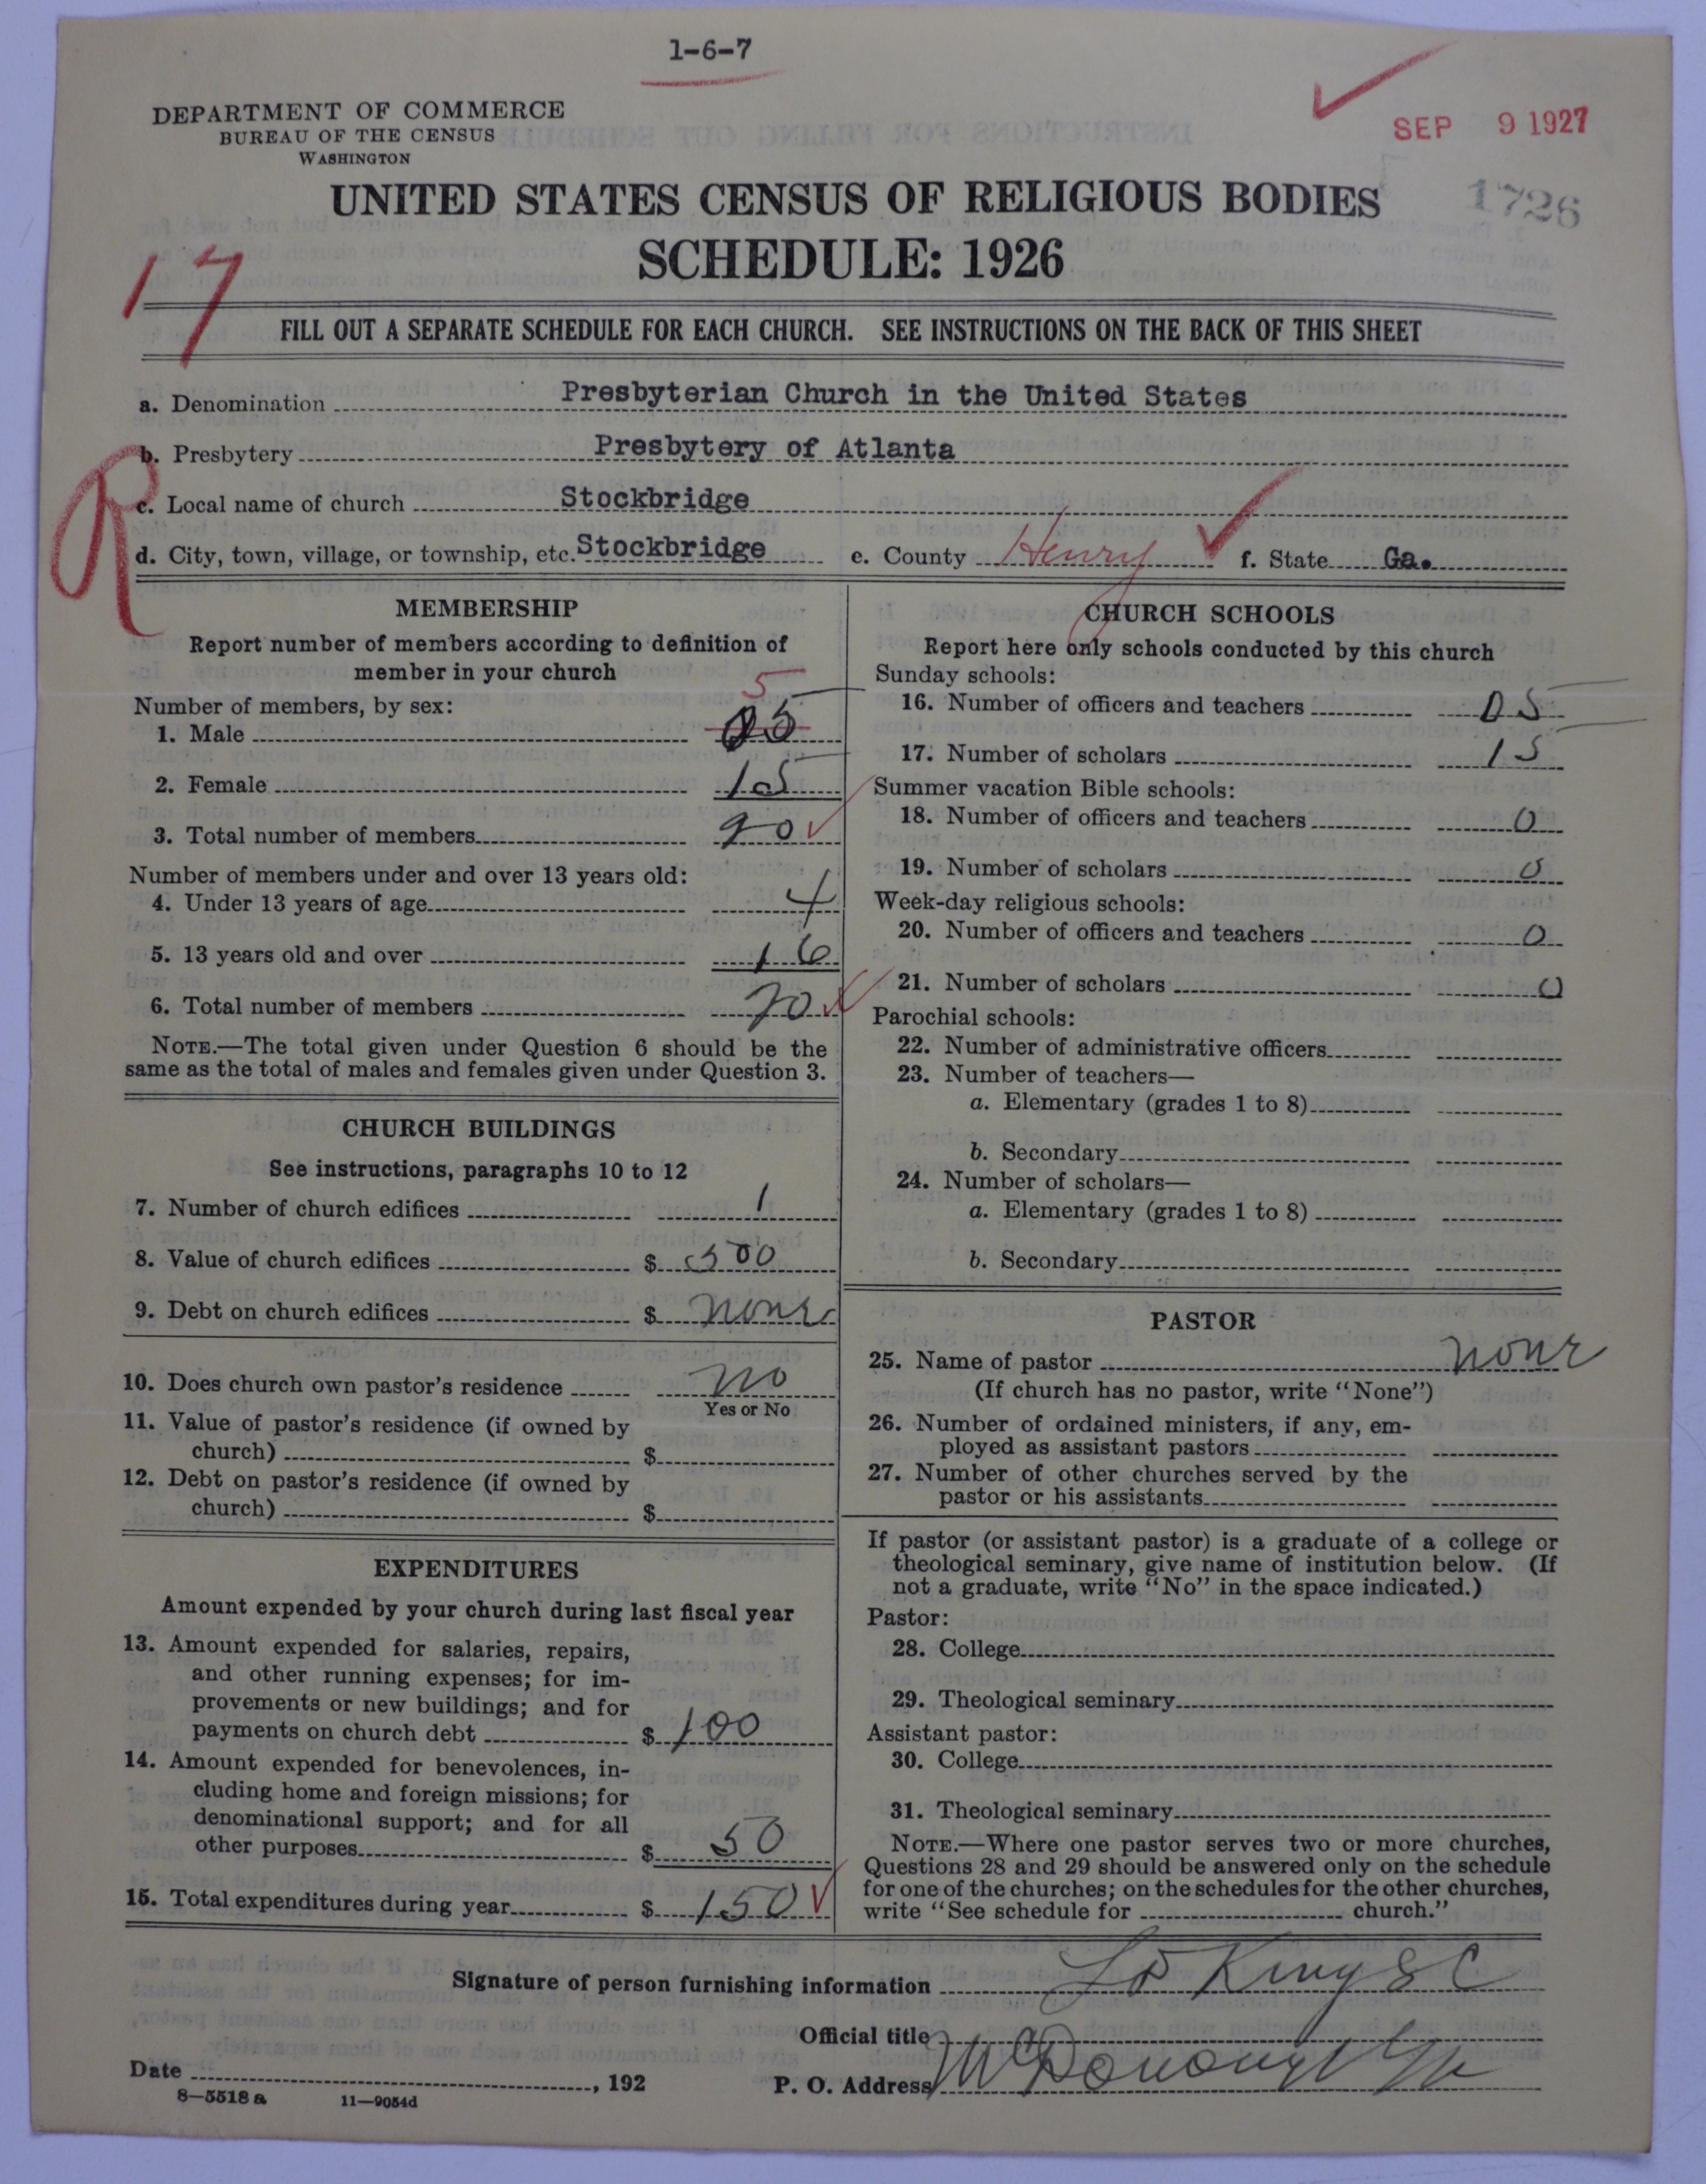 1-6-7
DEPARTMENT OF COMMERCE
BUREAU OF THE CENSUS
WASHINGTON
SEP 9 1927
1726
UNITED STATES CENSUS OF RELIGIOUS BODIES
SCHEDULE: 1926
17
FILL OUT A SEPARATE SCHEDULE FOR EACH CHURCH. SEE INSTRUCTIONS ON THE BACK OF THIS SHEET
a. Denomination Presbyterian Church in the United States
b. Presbytery Presbytery of Atlanta
R
c. Local name of church Stockbridge
d. City, town, village, or township, etc. Stockbridge e. County Henry f. State Ga.
MEMBERSHIP
Report number of members according to definition of
member in your church
Number of members, by sex:
5
1. Male 05
2. Female 15
3. Total number of members 20
Number of members under and over 13 years old:
4. Under 13 years of age 4
5. 13 years old and over 16
6. Total number of members 20
NOTE.—The total given under Question 6 should be the
same as the total of males and females given under Question 3.
CHURCH BUILDINGS
See instructions, paragraphs 10 to 12
7. Number of church edifices 1
8. Value of church edifices $ 500
9. Debt on church edifices $ none
10. Does church own pastor's residence no
Yes or No
11. Value of pastor's residence (if owned by
church) $
12. Debt on pastor's residence (if owned by
church) $
EXPENDITURES
Amount expended by your church during last fiscal year
13. Amount expended for salaries, repairs,
and other running expenses; for im-
provements or new buildings; and for
payments on church debt $ 100
14. Amount expended for benevolences, in-
cluding home and foreign missions; for
denominational support; and for all
other purposes $ 50
15. Total expenditures during year $ 150
CHURCH SCHOOLS
Report here only schools conducted by this church
Sunday schools:
16. Number of officers and teachers 05
17. Number of scholars 15
Summer vacation Bible schools:
18. Number of officers and teachers 0
19. Number of scholars 0
Week-day religious schools:
20. Number of officers and teachers 0
21. Number of scholars 0
Parochial schools:
22. Number of administrative officers
23. Number of teachers—
a. Elementary (grades 1 to 8)
b. Secondary
24. Number of scholars—
a. Elementary (grades 1 to 8)
b. Secondary
PASTOR
25. Name of pastor none
(If church has no pastor, write "None")
26. Number of ordained ministers, if any, em-
ployed as assistant pastors
27. Number of other churches served by the
pastor or his assistants
If pastor (or assistant pastor) is a graduate of a college or
theological seminary, give name of institution below. (If
not a graduate, write "No" in the space indicated.)
Pastor:
28. College
29. Theological seminary
Assistant pastor:
30. College
31. Theological seminary
NOTE.—Where one pastor serves two or more churches,
Questions 28 and 29 should be answered only on the schedule
for one of the churches; on the schedules for the other churches,
write "See schedule for church."
Signature of person furnishing information King S C
Official title
Date , 192 P. O. Address McDonough Ga
8—5518 a 11—9054d